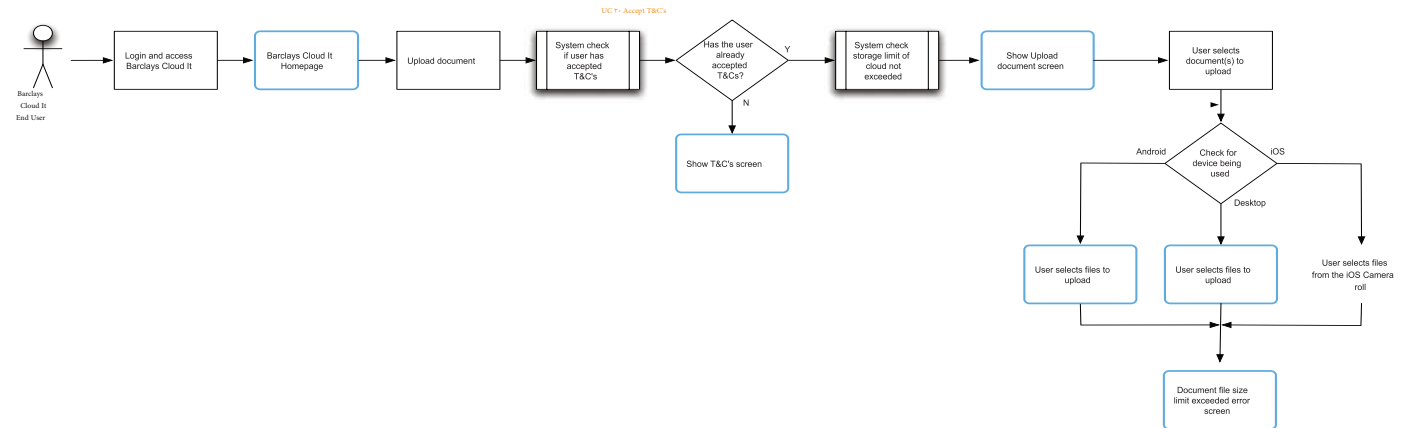 UC ۳ - Accept T&C's
Barclays
Cloud It
End User
Login and access
Barclays Cloud It
Barclays Cloud It
Homepage
Upload document
System check
if user has
accepted
T&C's
Has the user
already
accepted
T&Cs?
Y
N
Show T&C's screen
System check
storage limit of
cloud not
exceeded
Show Upload
document screen
User selects
document(s) to
upload
Check for
device being
used
Android
iOS
Desktop
User selects files to
upload
User selects files to
upload
User selects files
from the iOS Camera
roll
Document file size
limit exceeded error
screen